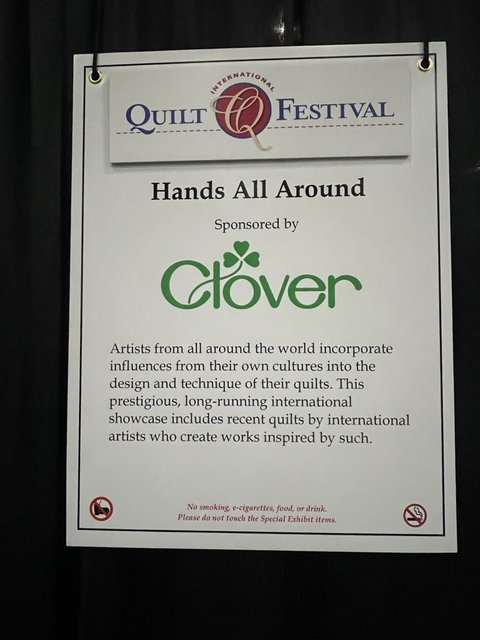 INTERNATIONAL
QUILT Q FESTIVAL
Hands All Around
Sponsored by
Clover
Artists from all around the world incorporate
influences from their own cultures into the
design and technique of their quilts. This
prestigious, long-running international
showcase includes recent quilts by international
artists who create works inspired by such.
No smoking, e-cigarettes, food, or drink.
Please do not touch the Special Exhibit items.